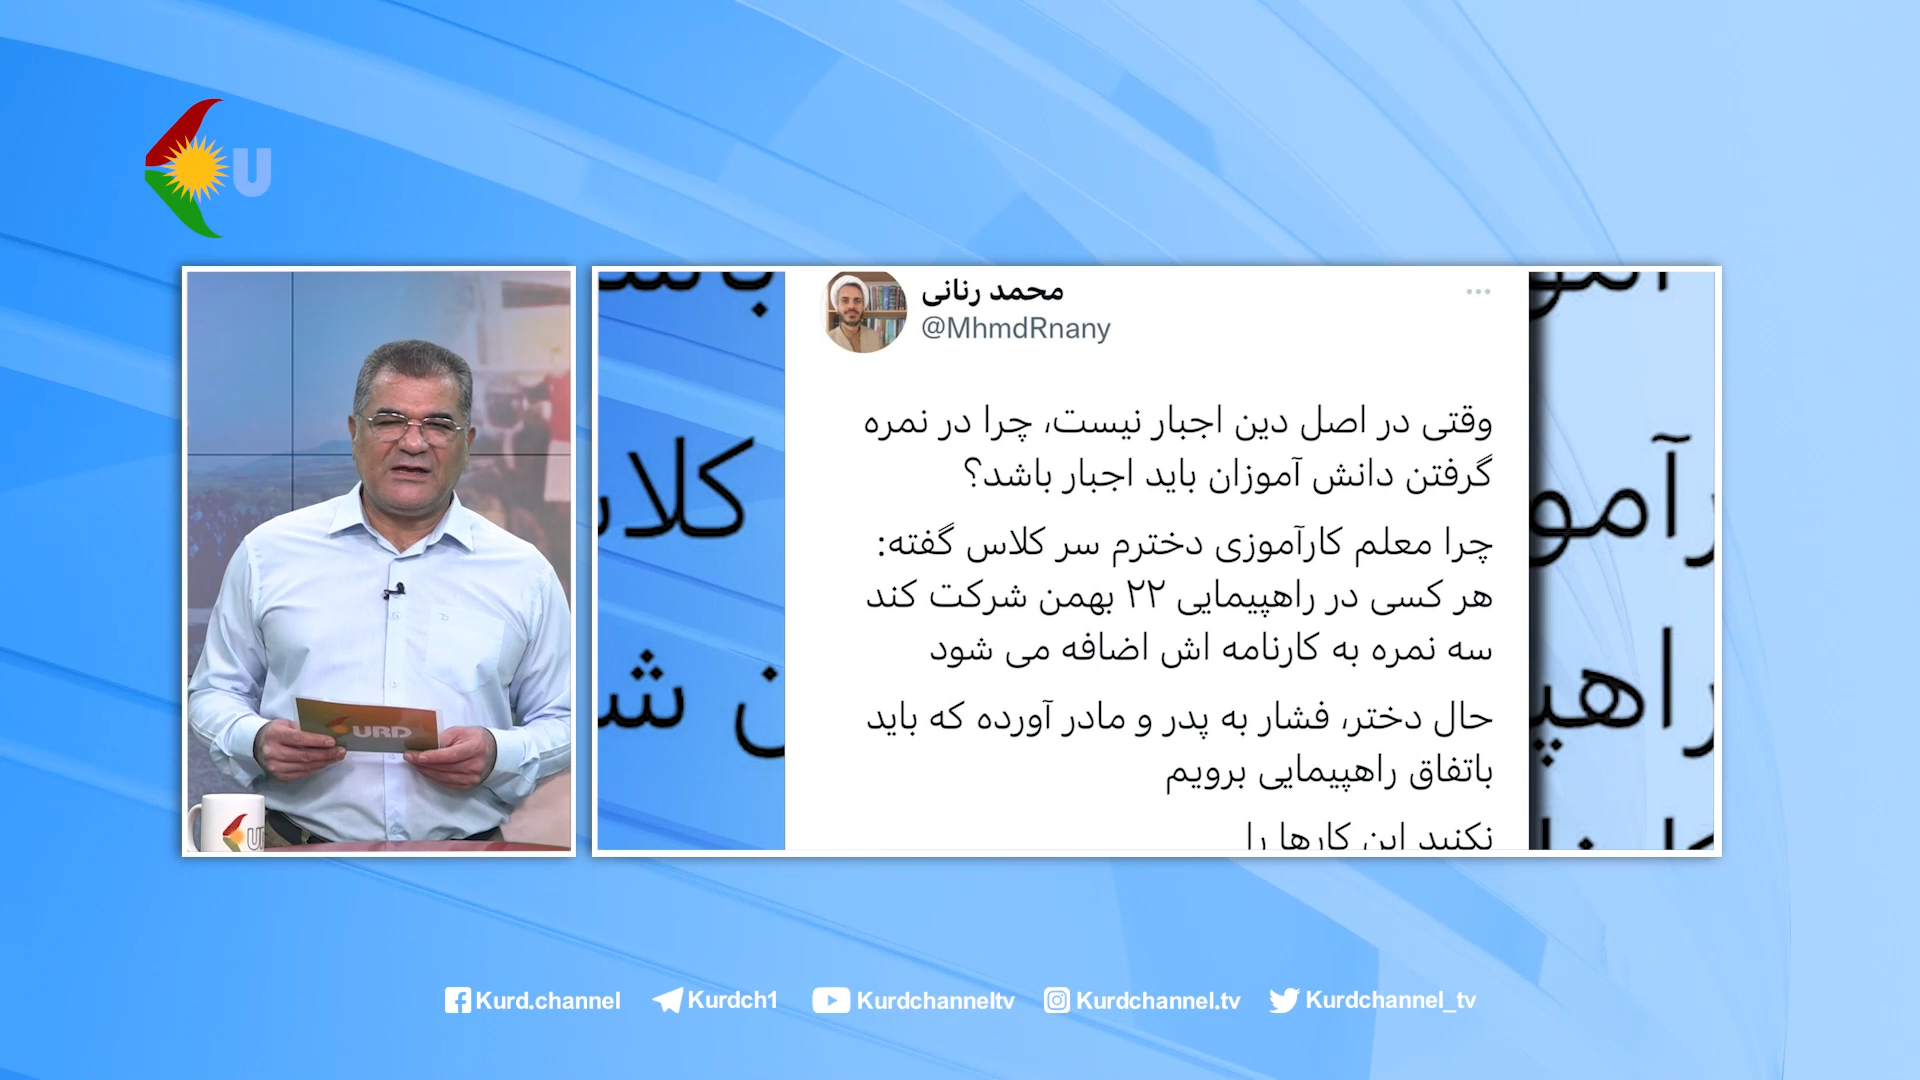 U
محمد رنانی
@MhmdRnany
وقتی در اصل دین اجبار نیست، چرا در نمره
گرفتن دانش آموزان باید اجبار باشد؟
چرا معلم کارآموزی دخترم سر کلاس گفته:
هر کسی در راهپیمایی ۲۲ بهمن شرکت کند
سه نمره به کارنامه اش اضافه می شود
حال دختر، فشار به پدر و مادر آورده که باید
باتفاق راهپیمایی برویم
نکنید این کارها را
کلاس
URD
Kurd.channel
Kurdch1
Kurdchanneltv
Kurdchannel.tv
Kurdchannel_tv